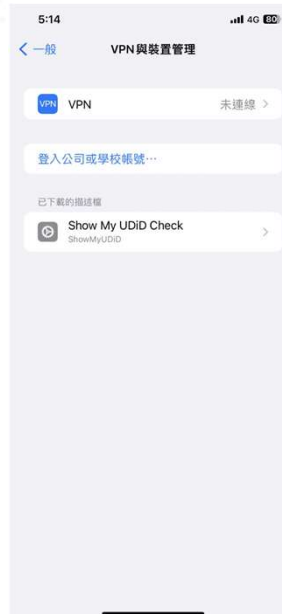 5:14
4G 80
一般
VPN與裝置管理
VPN VPN 未連線
登入公司或學校帳號⋯
已下載的描述檔
Show My UDiD Check
ShowMyUDiD